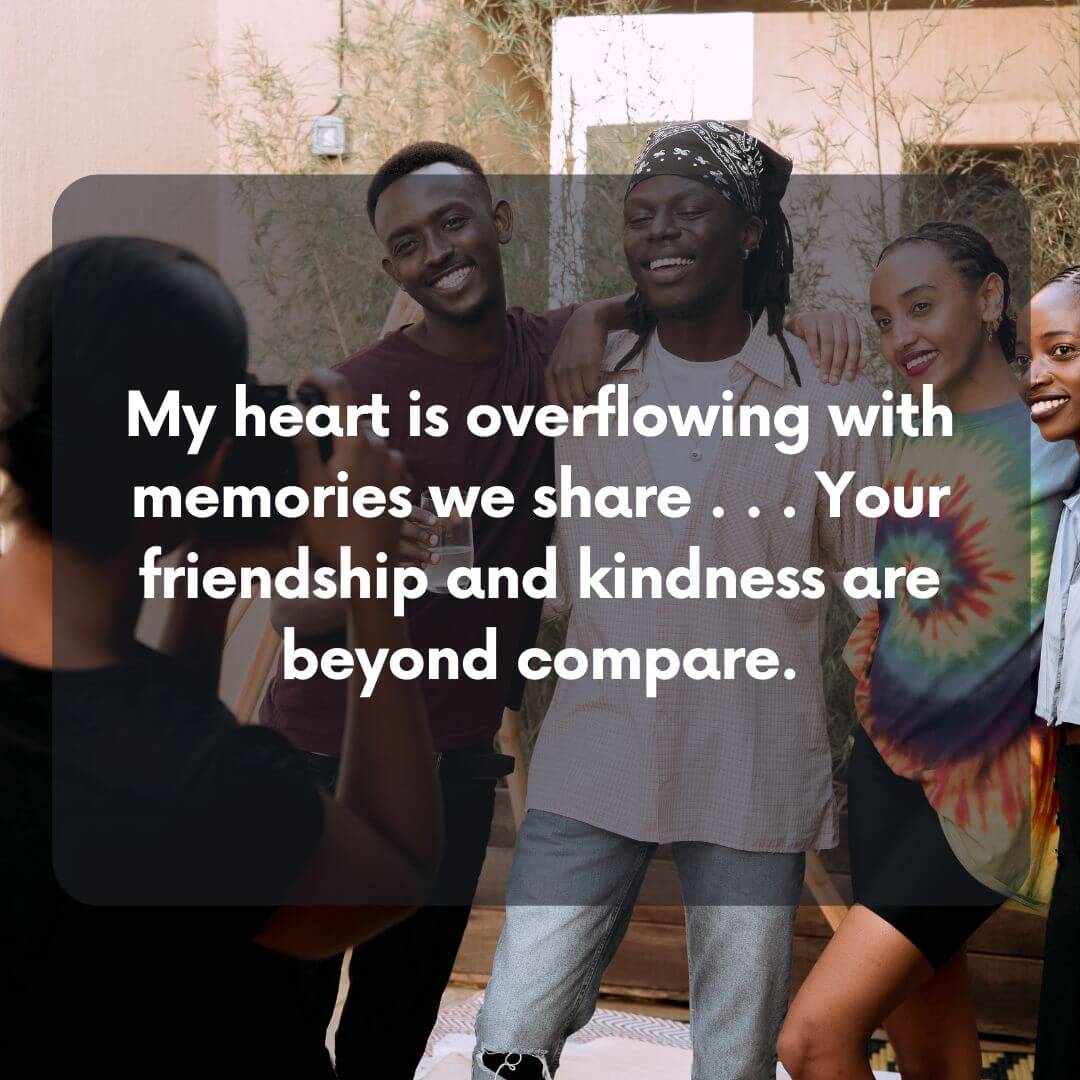 My heart is overflowing with
memories we share . . . Your
friendship and kindness are
beyond compare.